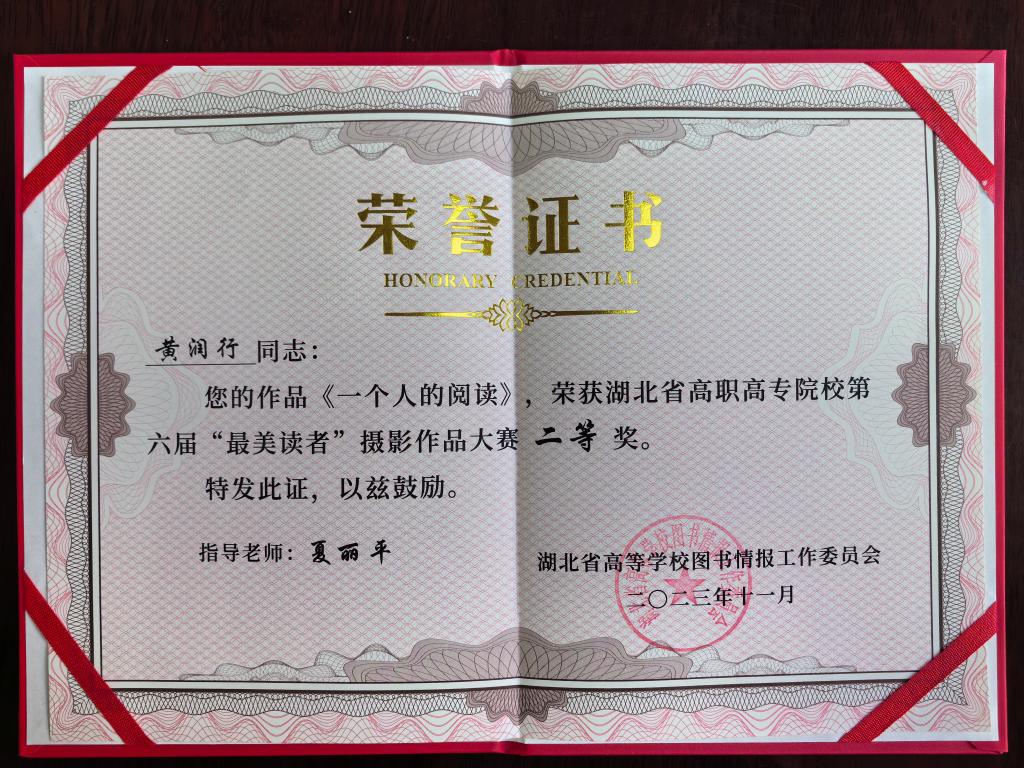 荣誉证书
HONORARY CREDENTIAL
黄润行同志：
您的作品《一个人的阅读》，荣获湖北省高职高专院校第
六届“最美读者”摄影作品大赛 二等 奖。
特发此证，以兹鼓励。
指导老师：夏丽平
湖北省高等学校图书情报工作委员会
二〇二三年十一月